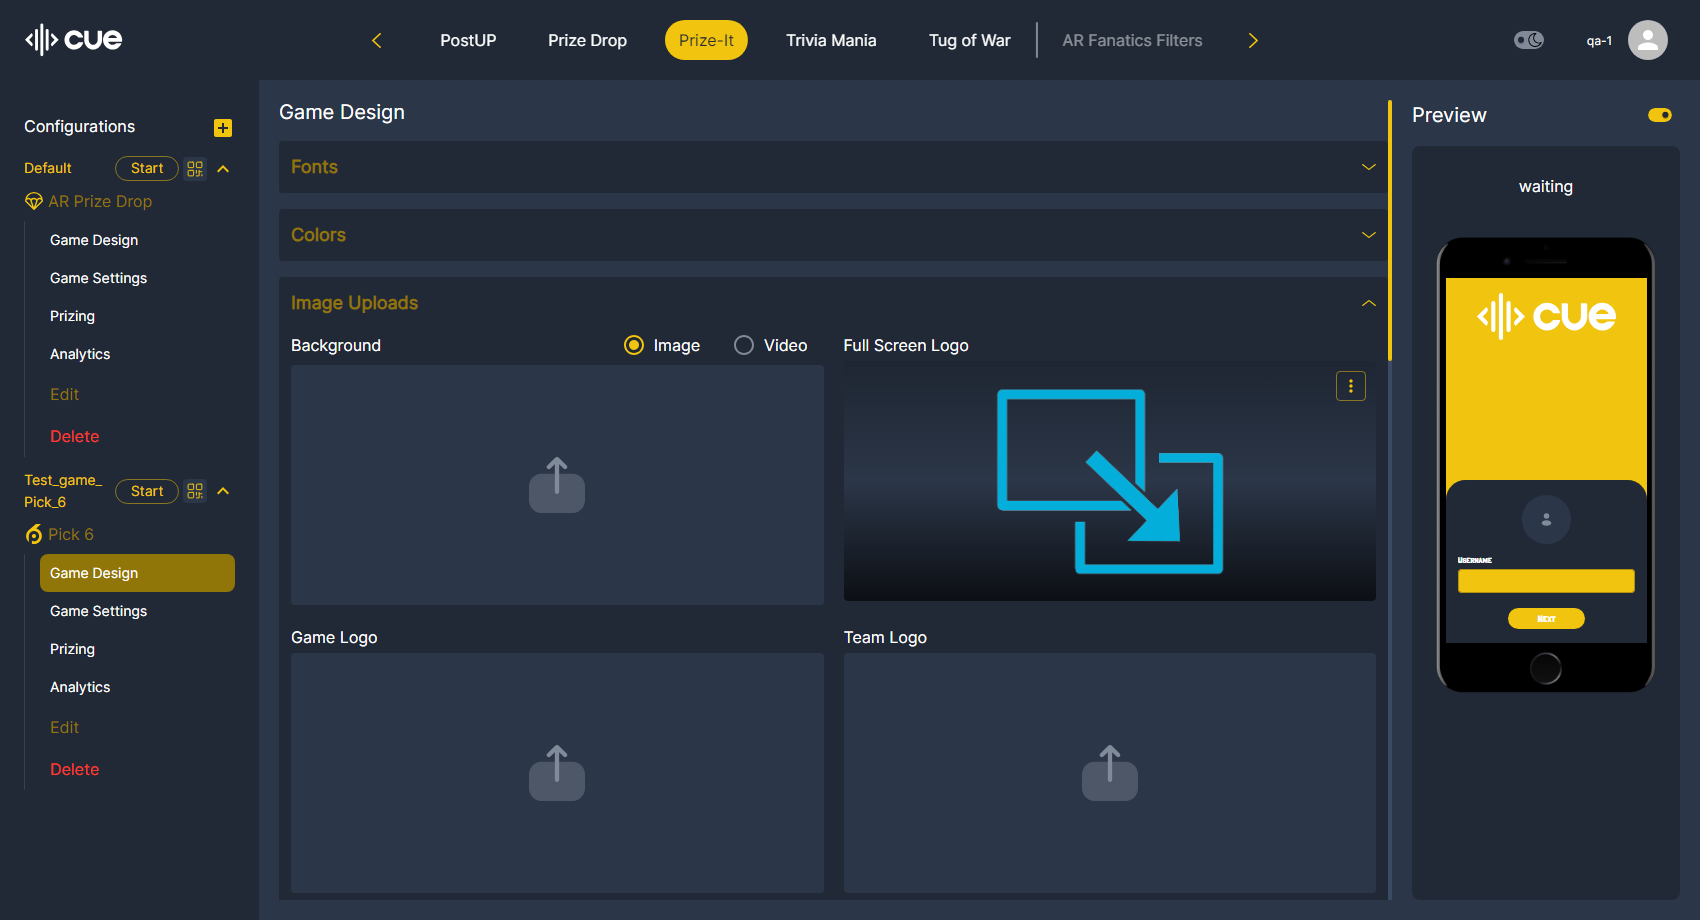 cue
PostUP
Prize Drop
Prize-It
Trivia Mania
Tug of War
AR Fanatics Filters
qa-1
Configurations
Default
Start
AR Prize Drop
Game Design
Game Settings
Prizing
Analytics
Edit
Delete
Test_game_
Pick_6
Start
Pick 6
Game Design
Game Settings
Prizing
Analytics
Edit
Delete
Game Design
Fonts
Colors
Image Uploads
Background
Image
Video
Full Screen Logo
Game Logo
Team Logo
Preview
waiting
cue
Username
Next